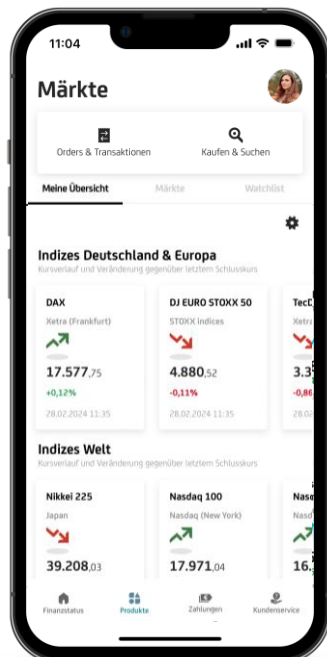 11:04
Märkte
Orders & Transaktionen
Kaufen & Suchen
Meine Übersicht Märkte Watchlist
Indizes Deutschland & Europa
Kursverlauf und Veränderung gegenüber letztem Schlusskurs
DAX
Xetra (Frankfurt)
17.577,75
+0,12%
28.02.2024 11:35
DJ EURO STOXX 50
STOXX indices
4.880,52
-0,11%
28.02.2024 11:35
Indizes Welt
Kursverlauf und Veränderung gegenüber letztem Schlusskurs
Nikkei 225
Japan
39.208,03
Nasdaq 100
Nasdaq (New York)
17.971,04
Finanzstatus Produkte Zahlungen Kundenservice